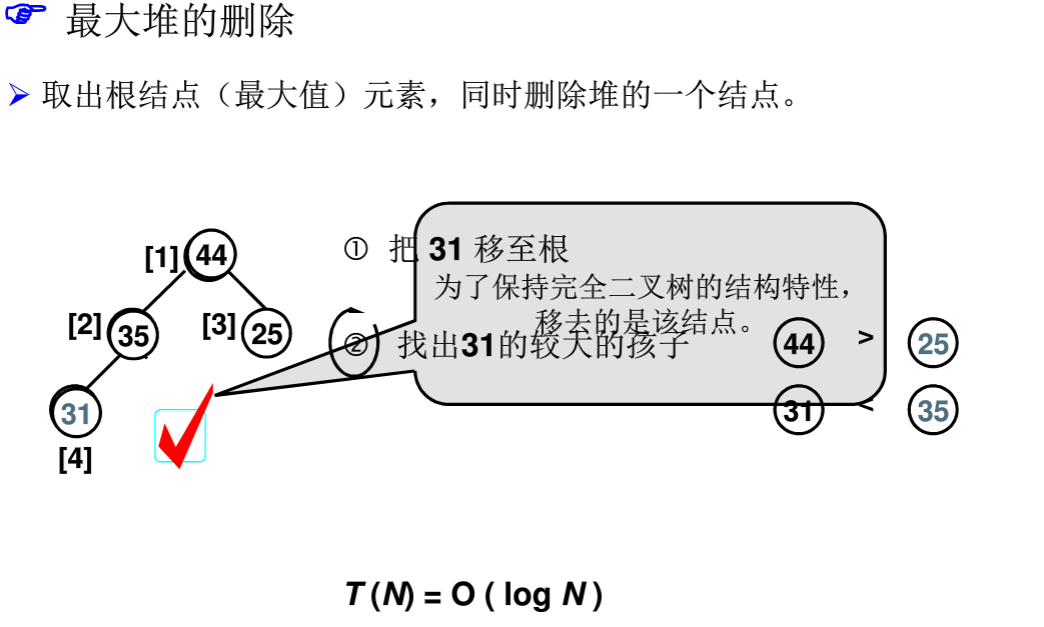 ☞ 最大堆的删除
➢ 取出根结点（最大值）元素，同时删除堆的一个结点。
① 把 31 移至根
[1] 44
为了保持完全二叉树的结构特性，
移去的是该结点。
[2] 35 [3] 25
② 找出31的较大的孩子
44 > 25
31
31 < 35
[4]
T (N) = O ( log N )